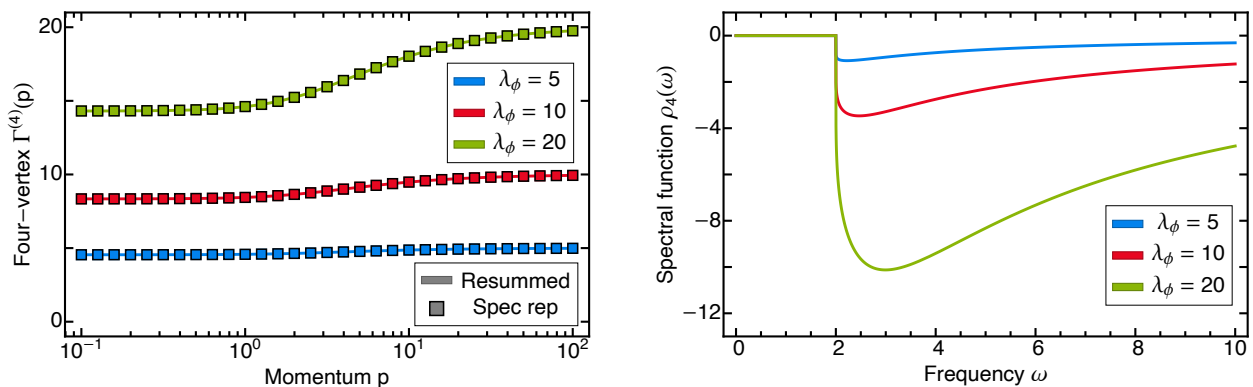 20
10
0
Four-vertex Γ⁽⁴⁾(p)
λϕ = 5
λϕ = 10
λϕ = 20
Resummed
Spec rep
10⁻¹ 10⁰ 10¹ 10²
Momentum p
0
−4
−8
−12
Spectral function ρ₄(ω)
λϕ = 5
λϕ = 10
λϕ = 20
0 2 4 6 8 10
Frequency ω